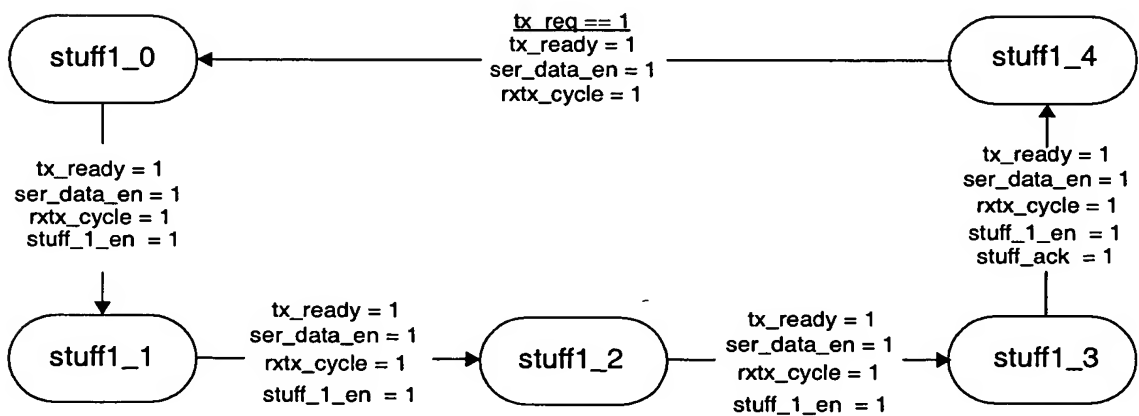 stuff1_0
tx_req == 1
tx_ready = 1
ser_data_en = 1
rxtx_cycle = 1
stuff1_4
tx_ready = 1
ser_data_en = 1
rxtx_cycle = 1
stuff_1_en = 1
tx_ready = 1
ser_data_en = 1
rxtx_cycle = 1
stuff_1_en = 1
stuff_ack = 1
stuff1_1
tx_ready = 1
ser_data_en = 1
rxtx_cycle = 1
stuff_1_en = 1
stuff1_2
tx_ready = 1
ser_data_en = 1
rxtx_cycle = 1
stuff_1_en = 1
stuff1_3